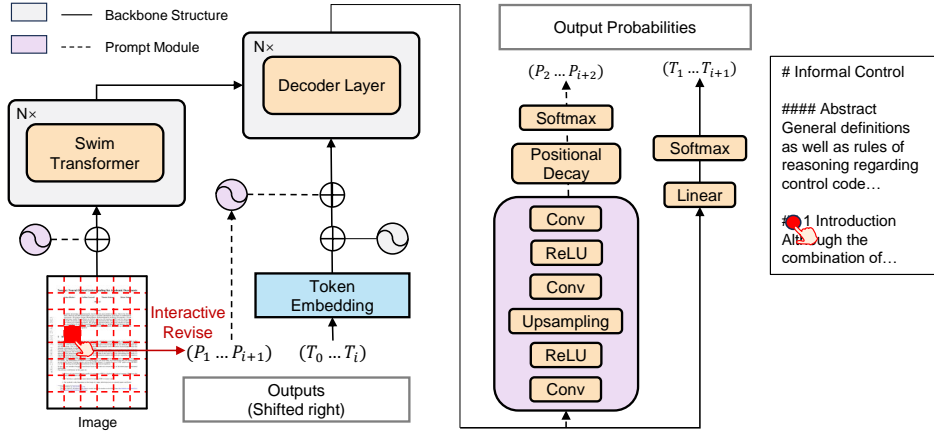 Backbone Structure
Prompt Module
N×
Swim
Transformer
N×
Decoder Layer
Token
Embedding
Interactive
Revise
(P₁ … Pᵢ₊₁)
(T₀ … Tᵢ)
Outputs
(Shifted right)
Image
Output Probabilities
(P₂ … Pᵢ₊₂)
(T₁ … Tᵢ₊₁)
Softmax
Positional
Decay
Conv
ReLU
Conv
Upsampling
ReLU
Conv
Softmax
Linear
# Informal Control
#### Abstract
General definitions
as well as rules of
reasoning regarding
control code…
1 Introduction
Although the
combination of…